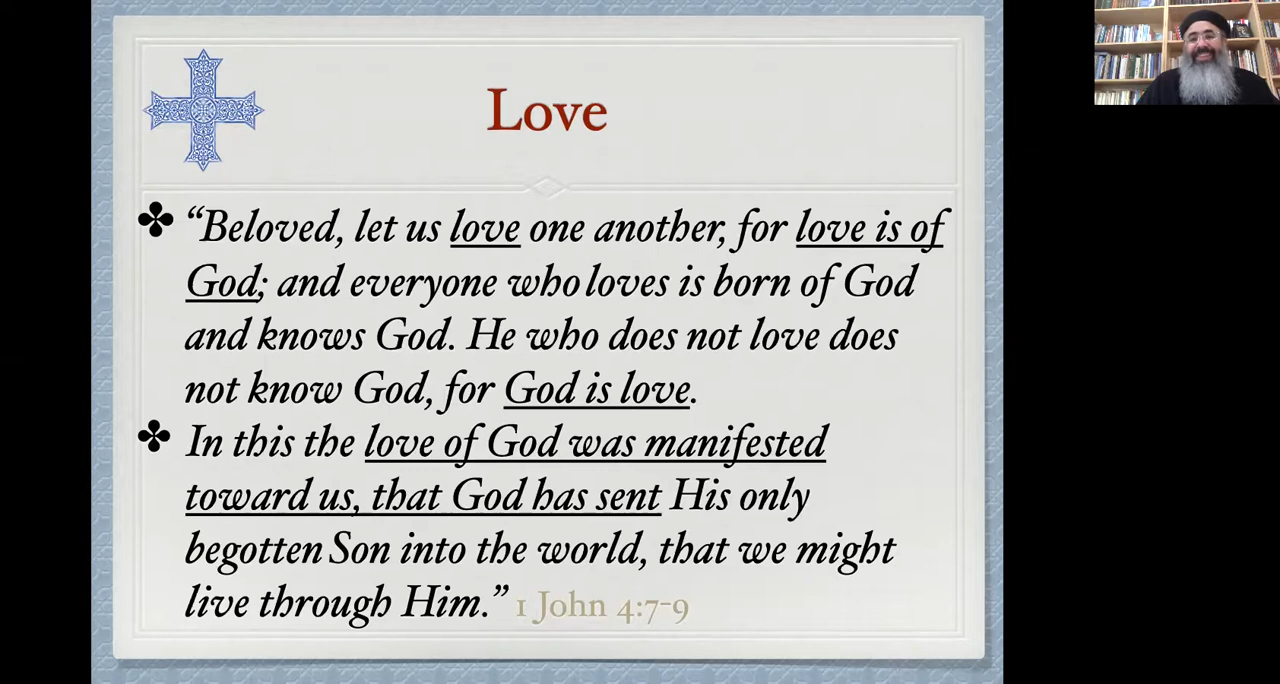 Love
“Beloved, let us love one another, for love is of
God; and everyone who loves is born of God
and knows God. He who does not love does
not know God, for God is love.
In this the love of God was manifested
toward us, that God has sent His only
begotten Son into the world, that we might
live through Him.” 1 John 4:7-9